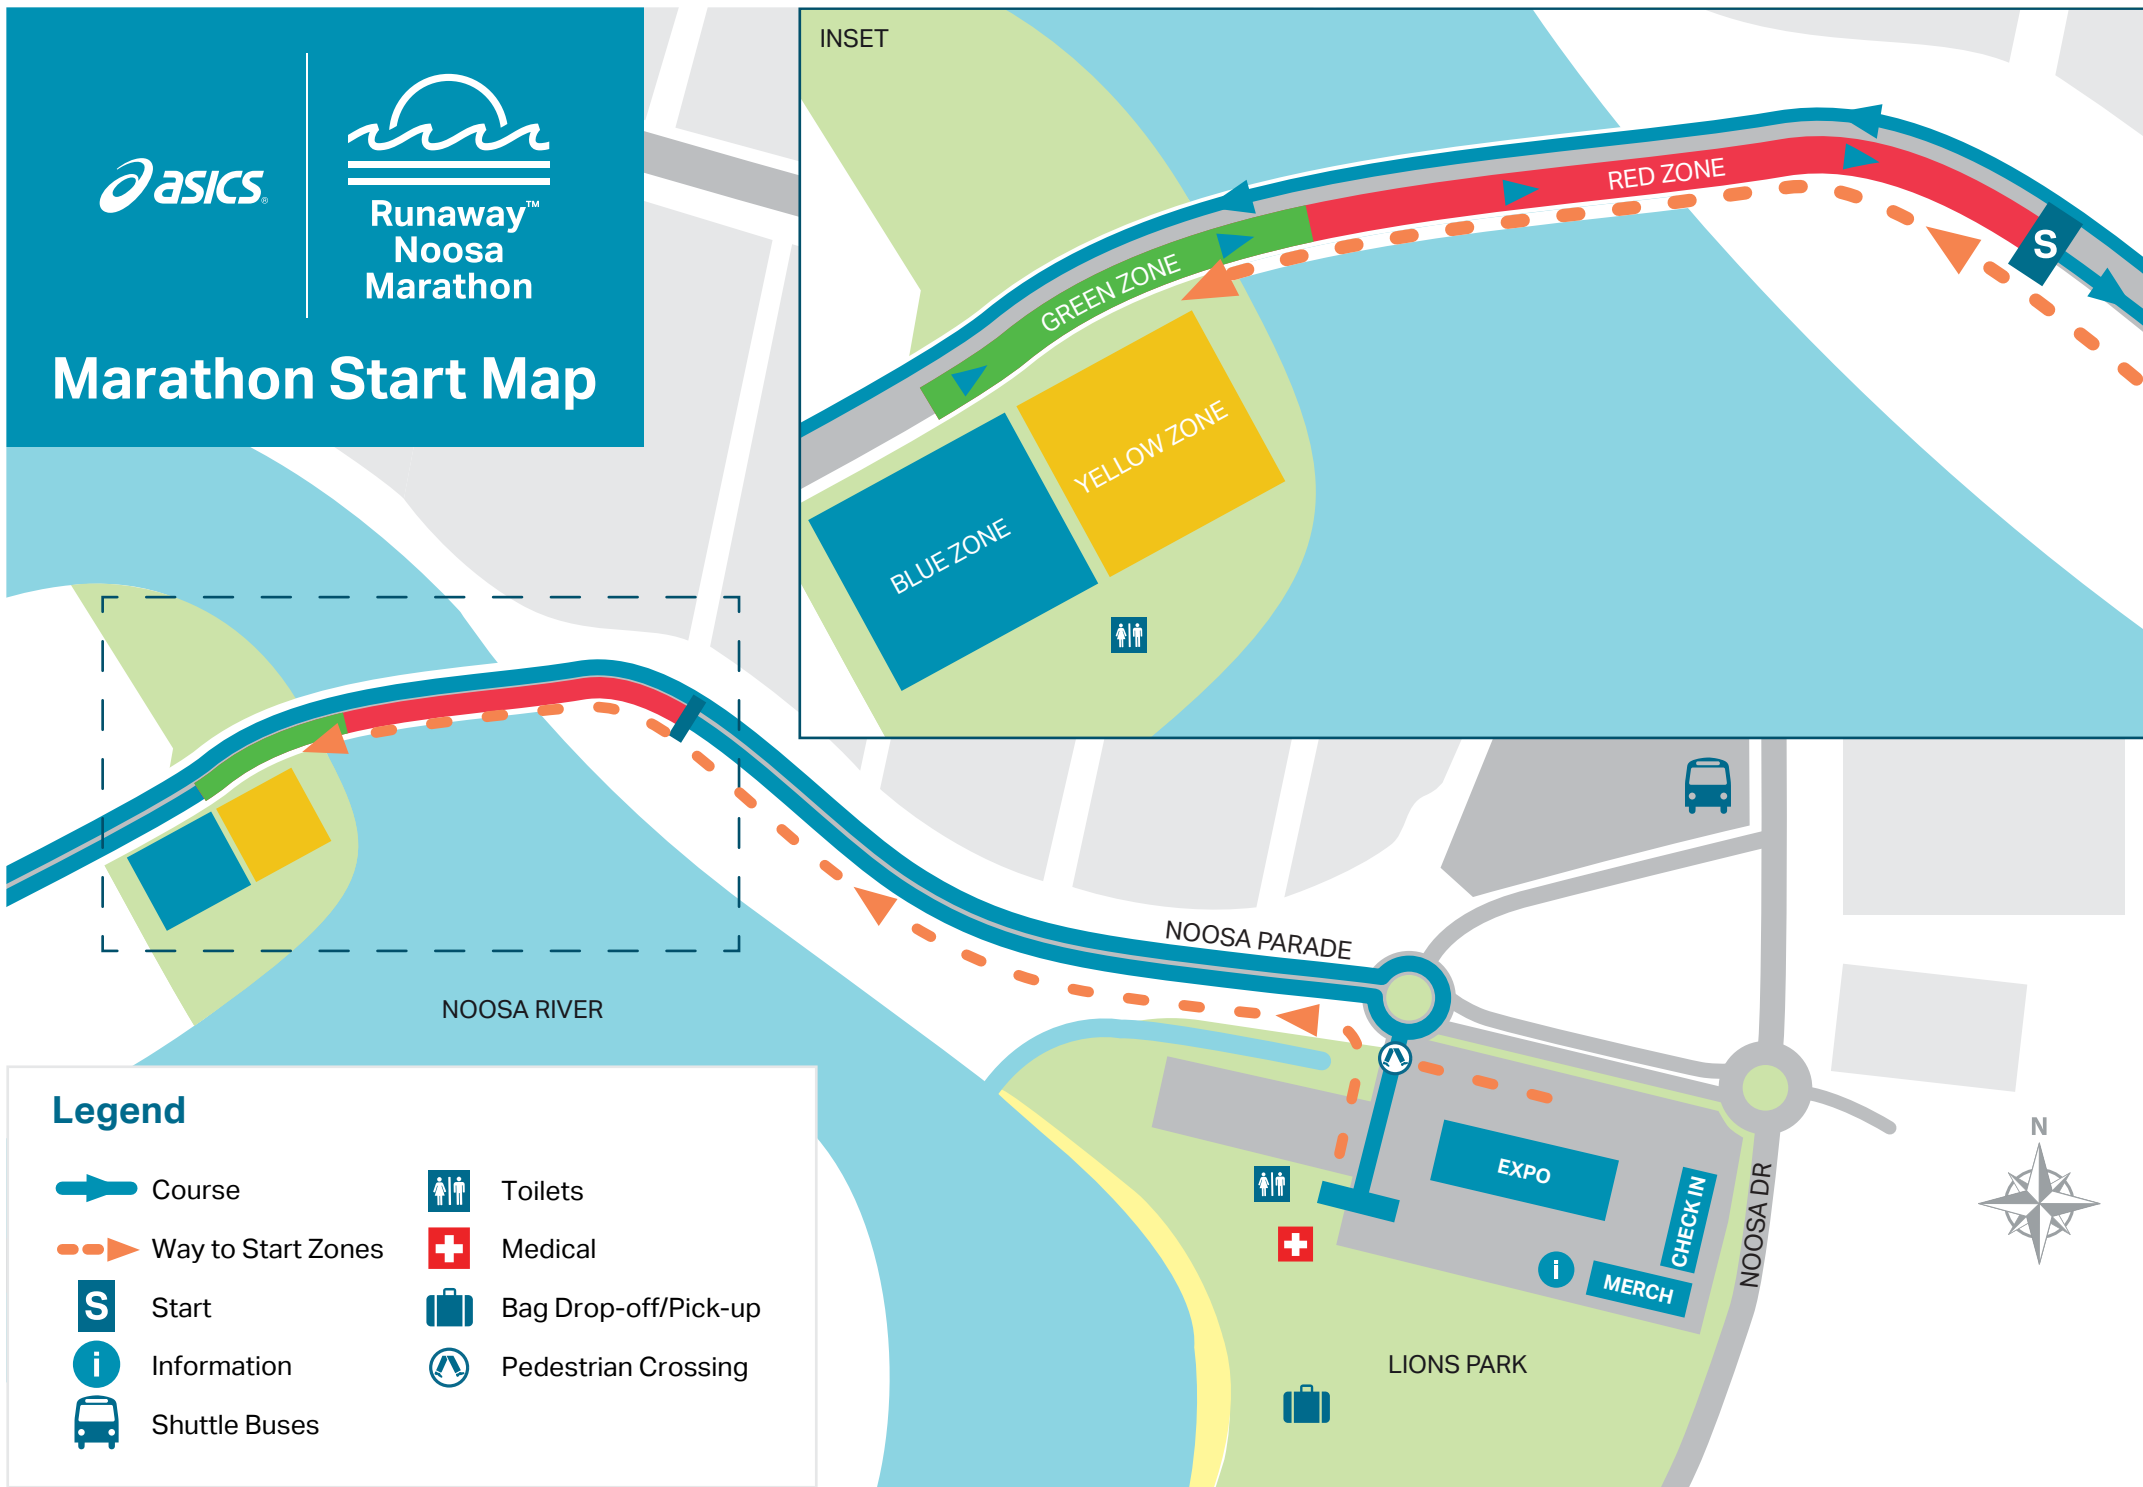 asics®
Runaway™
Noosa
Marathon
Marathon Start Map
INSET
RED ZONE
S
GREEN ZONE
YELLOW ZONE
BLUE ZONE
NOOSA PARADE
NOOSA RIVER
EXPO
CHECK IN
NOOSA DR
i
MERCH
LIONS PARK
N
Legend
Course
Way to Start Zones
S Start
i Information
Shuttle Buses
Toilets
Medical
Bag Drop-off/Pick-up
Pedestrian Crossing